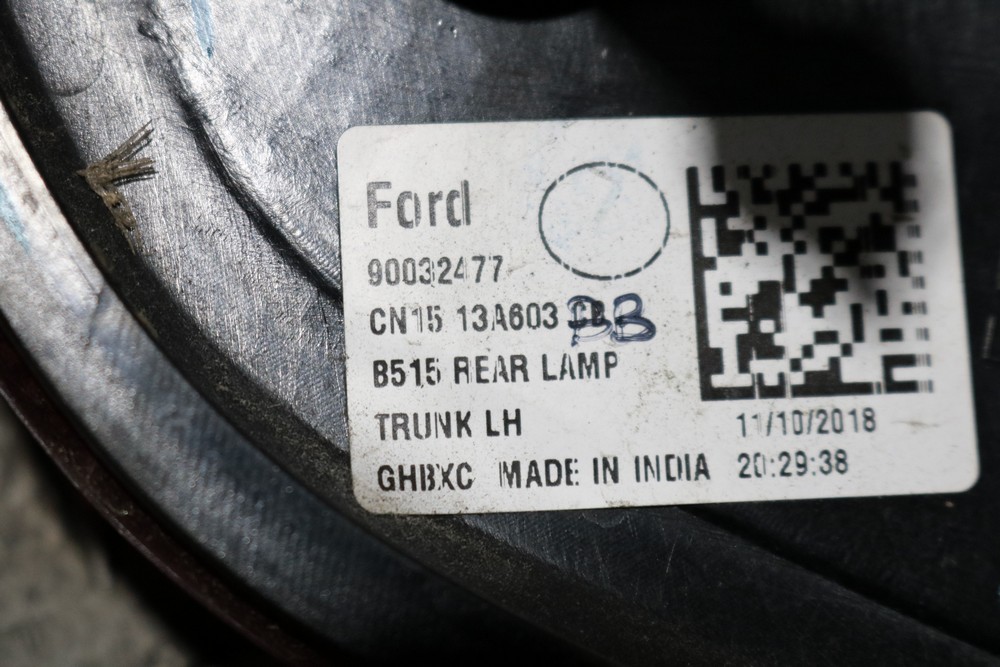 Ford
90032477
CN15 13A603 BB
B515 REAR LAMP
TRUNK LH
11/10/2018
GHBXC MADE IN INDIA
20:29:38